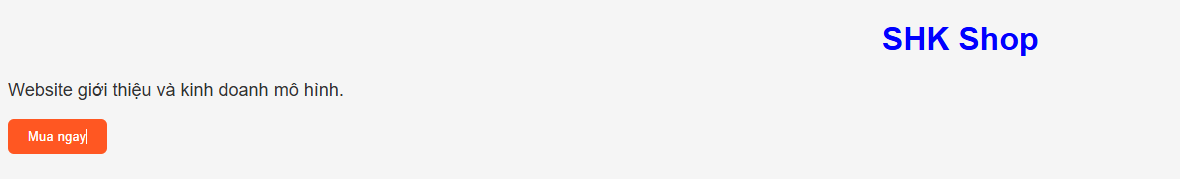 SHK Shop
Website giới thiệu và kinh doanh mô hình.
Mua ngay